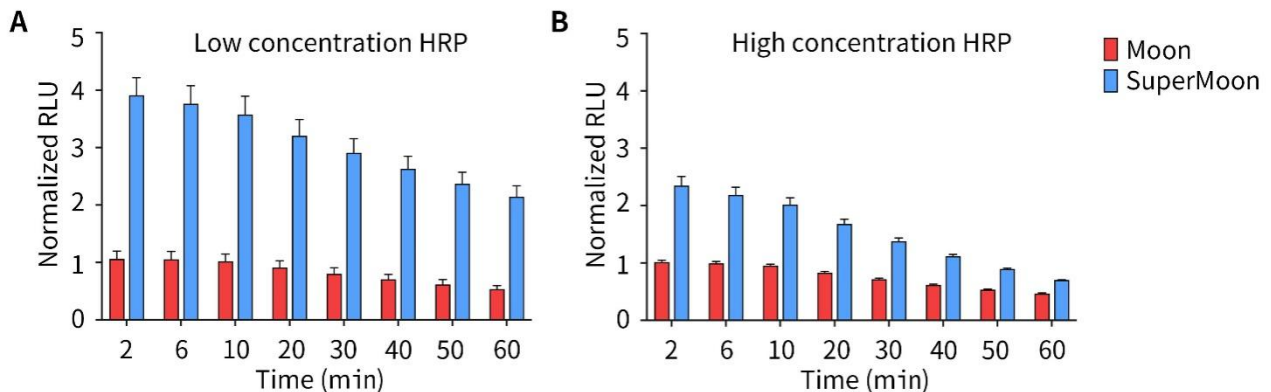 A
Low concentration HRP
Normalized RLU
5
4
3
2
1
0
2 6 10 20 30 40 50 60
Time (min)
B
High concentration HRP
Normalized RLU
5
4
3
2
1
0
2 6 10 20 30 40 50 60
Time (min)
Moon
SuperMoon